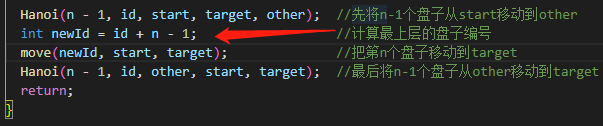 Hanoi(n - 1, id, start, target, other); //先将n-1个盘子从start移动到other
int newId = id + n - 1; //计算最上层的盘子编号
move(newId, start, target); //把第n个盘子移动到target
Hanoi(n - 1, id, other, start, target); //最后将n-1个盘子从other移动到target
return;
}